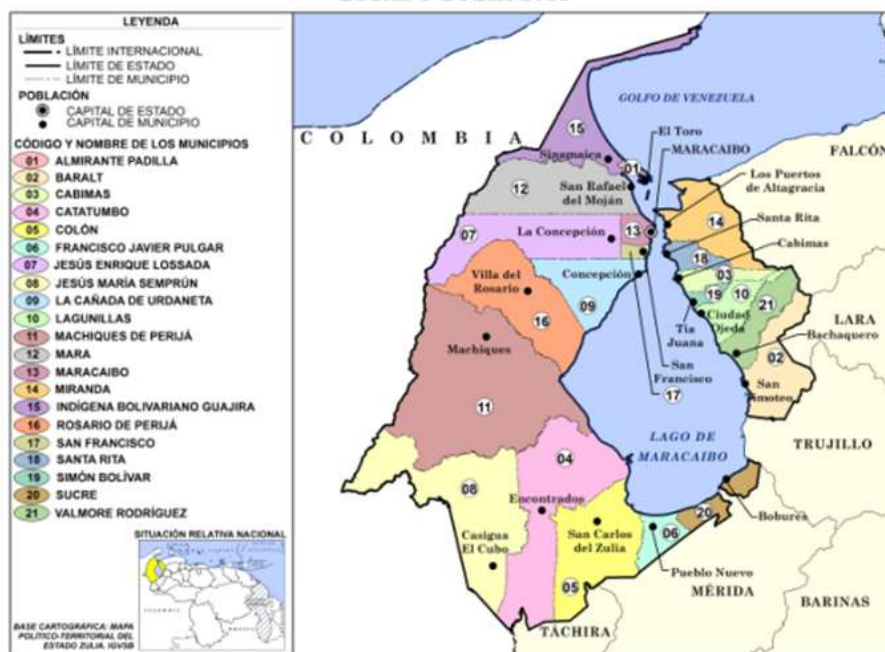 LEYENDA
LÍMITES
LÍMITE INTERNACIONAL
LÍMITE DE ESTADO
LÍMITE DE MUNICIPIO
POBLACIÓN
CAPITAL DE ESTADO
CAPITAL DE MUNICIPIO
CÓDIGO Y NOMBRE DE LOS MUNICIPIOS
01 ALMIRANTE PADILLA
02 BARALT
03 CABIMAS
04 CATATUMBO
05 COLÓN
06 FRANCISCO JAVIER PULGAR
07 JESÚS ENRIQUE LOSSADA
08 JESÚS MARÍA SEMPRÚN
09 LA CAÑADA DE URDANETA
10 LAGUNILLAS
11 MACHIQUES DE PERIJÁ
12 MARA
13 MARACAIBO
14 MIRANDA
15 INDÍGENA BOLIVARIANO GUAJIRA
16 ROSARIO DE PERIJÁ
17 SAN FRANCISCO
18 SANTA RITA
19 SIMÓN BOLÍVAR
20 SUCRE
21 VALMORE RODRÍGUEZ
SITUACIÓN RELATIVA NACIONAL
BASE CARTOGRÁFICA: MAPA
POLÍTICO-TERRITORIAL DEL
ESTADO ZULIA. IGVSB
GOLFO DE VENEZUELA
COLOMBIA
15
El Toro
MARACAIBO
FALCÓN
Sinamaica
01
Los Puertos
de Altagracia
12
San Rafael
del Moján
14
Santa Rita
07
La Concepción
13
18
Cabimas
Villa del
Rosario
Concepción
03
09
19
10
21
16
Tía
Juana
Ciudad
Ojeda
LARA
Machiques
Bachaquero
02
San
Francisco
17
San
Timoteo
11
LAGO DE
MARACAIBO
TRUJILLO
04
08
Encontrados
20
Bobures
Casigua
El Cubo
San Carlos
del Zulia
06
Pueblo Nuevo
05
MÉRIDA
BARINAS
TÁCHIRA